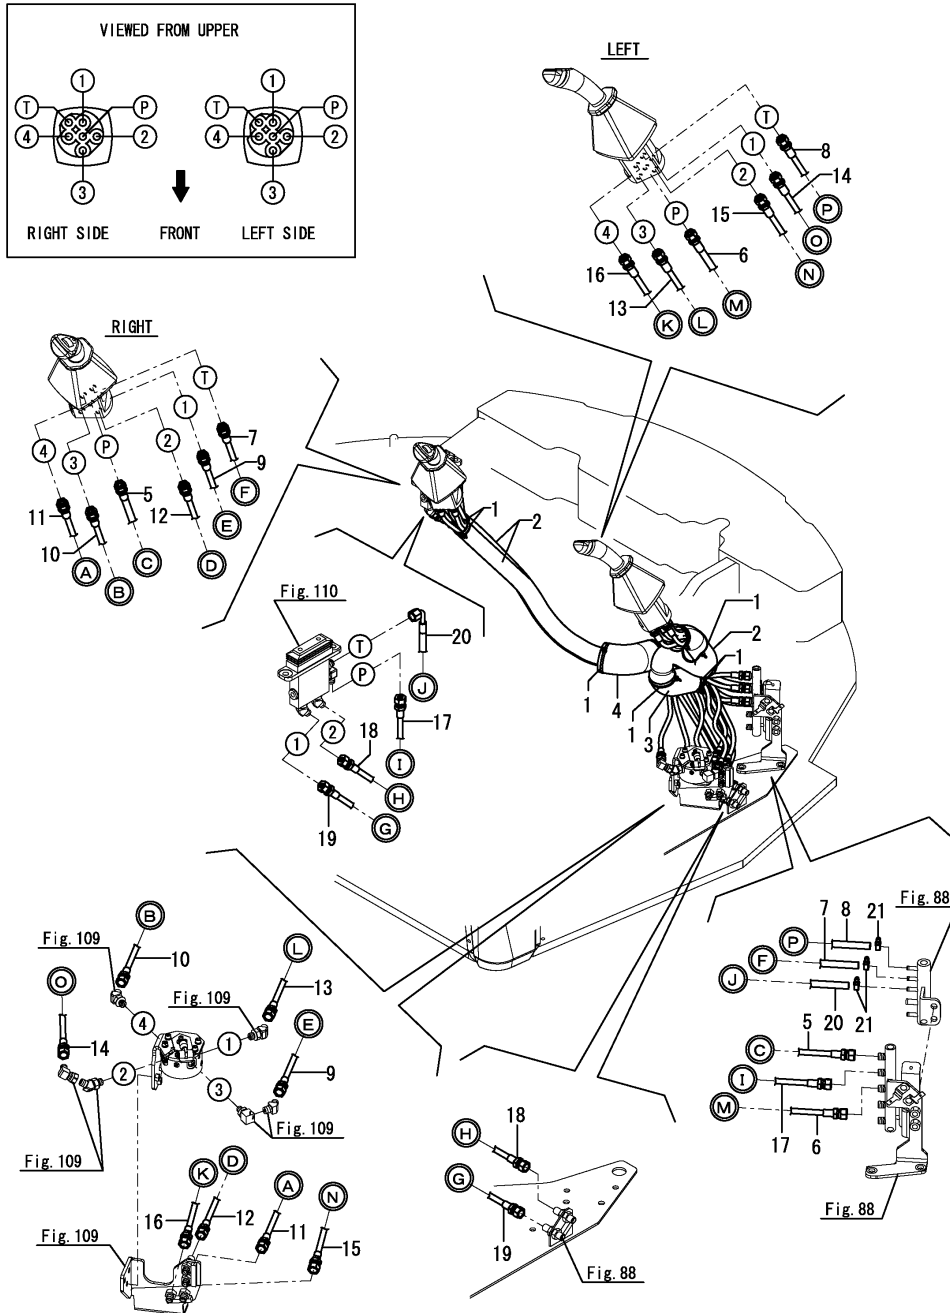 VIEWED FROM UPPER
1 1
T P T P
4 2 4 2
3 3
RIGHT SIDE FRONT LEFT SIDE
LEFT
T
8
1
14
2
15
P
O
N
4
3
P
16
13
6
K
L
M
RIGHT
T
1
2
P
3
4
7
9
5
12
11
10
F
E
D
C
B
A
1
2
Fig. 110
T
P
20
J
17
I
1
2
18
H
19
G
1
2
1
1
4
1
3
B
10
Fig. 109
O
14
4
2
Fig. 109
L
13
Fig. 109
1
E
9
3
Fig. 109
K
D
A
N
16
12
11
15
Fig. 109
H
18
G
19
Fig. 88
Fig. 88
P
7
8
21
F
J
20
21
C
5
I
M
17
6
Fig. 88